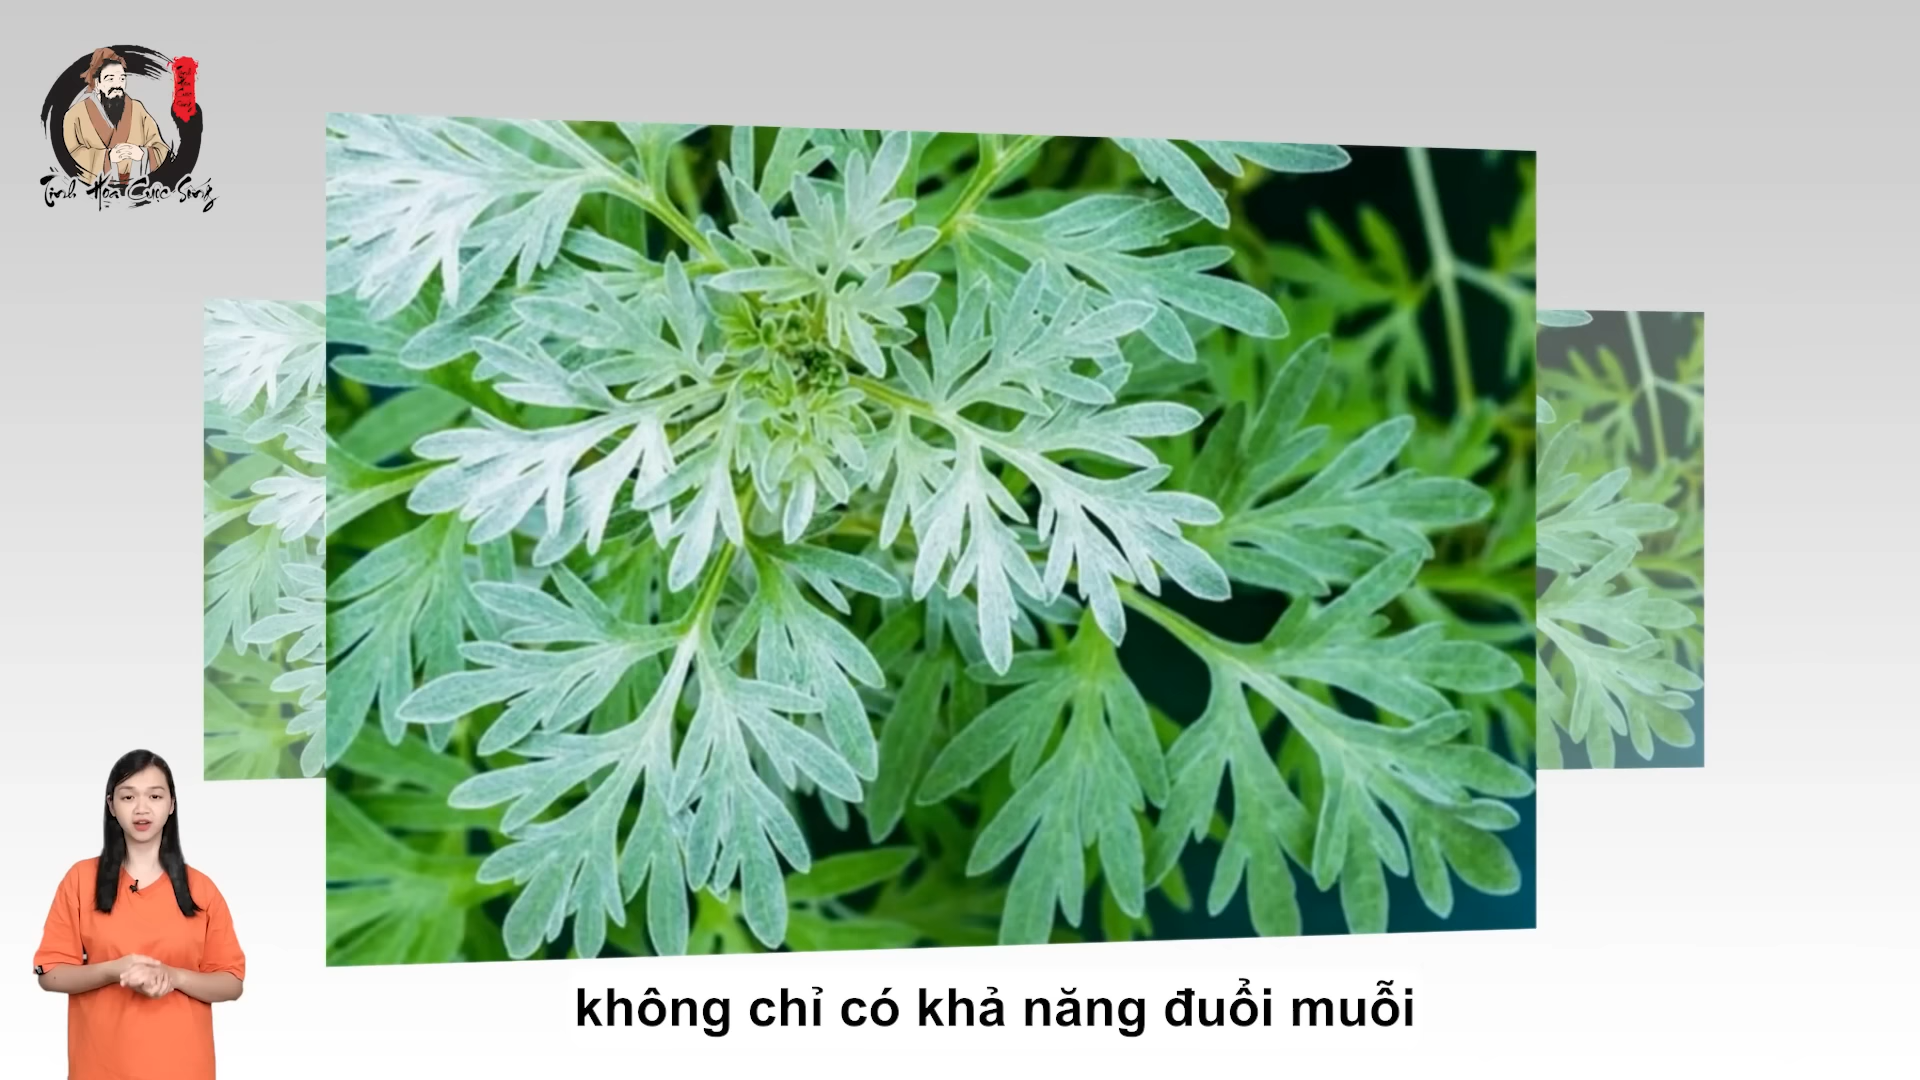 Tinh Hoa Cuộc Sống
không chỉ có khả năng đuổi muỗi